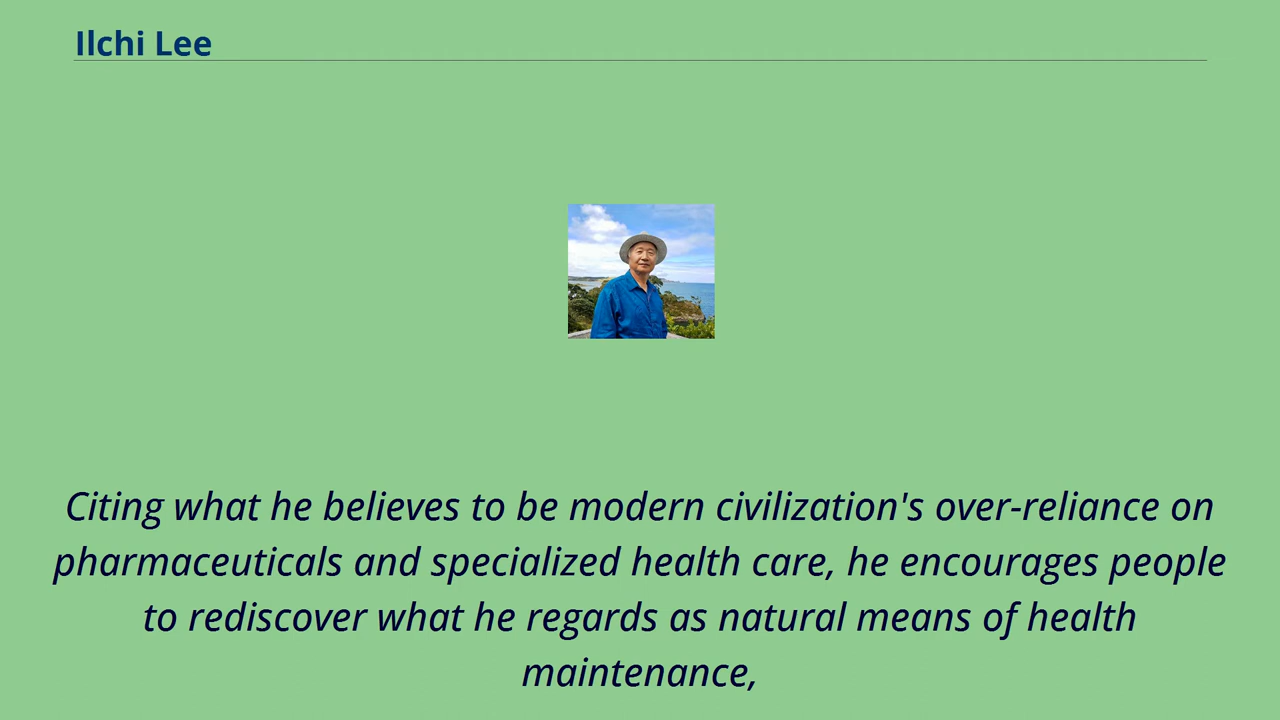 Ilchi Lee
Citing what he believes to be modern civilization's over-reliance on
pharmaceuticals and specialized health care, he encourages people
to rediscover what he regards as natural means of health
maintenance,